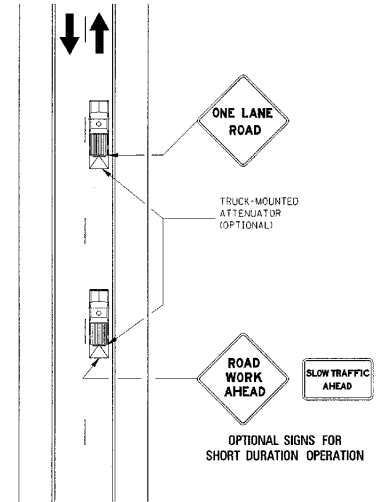 ONE LANE
ROAD
TRUCK-MOUNTED
ATTENUATOR
(OPTIONAL)
ROAD
WORK
AHEAD
SLOW TRAFFIC
AHEAD
OPTIONAL SIGNS FOR
SHORT DURATION OPERATION